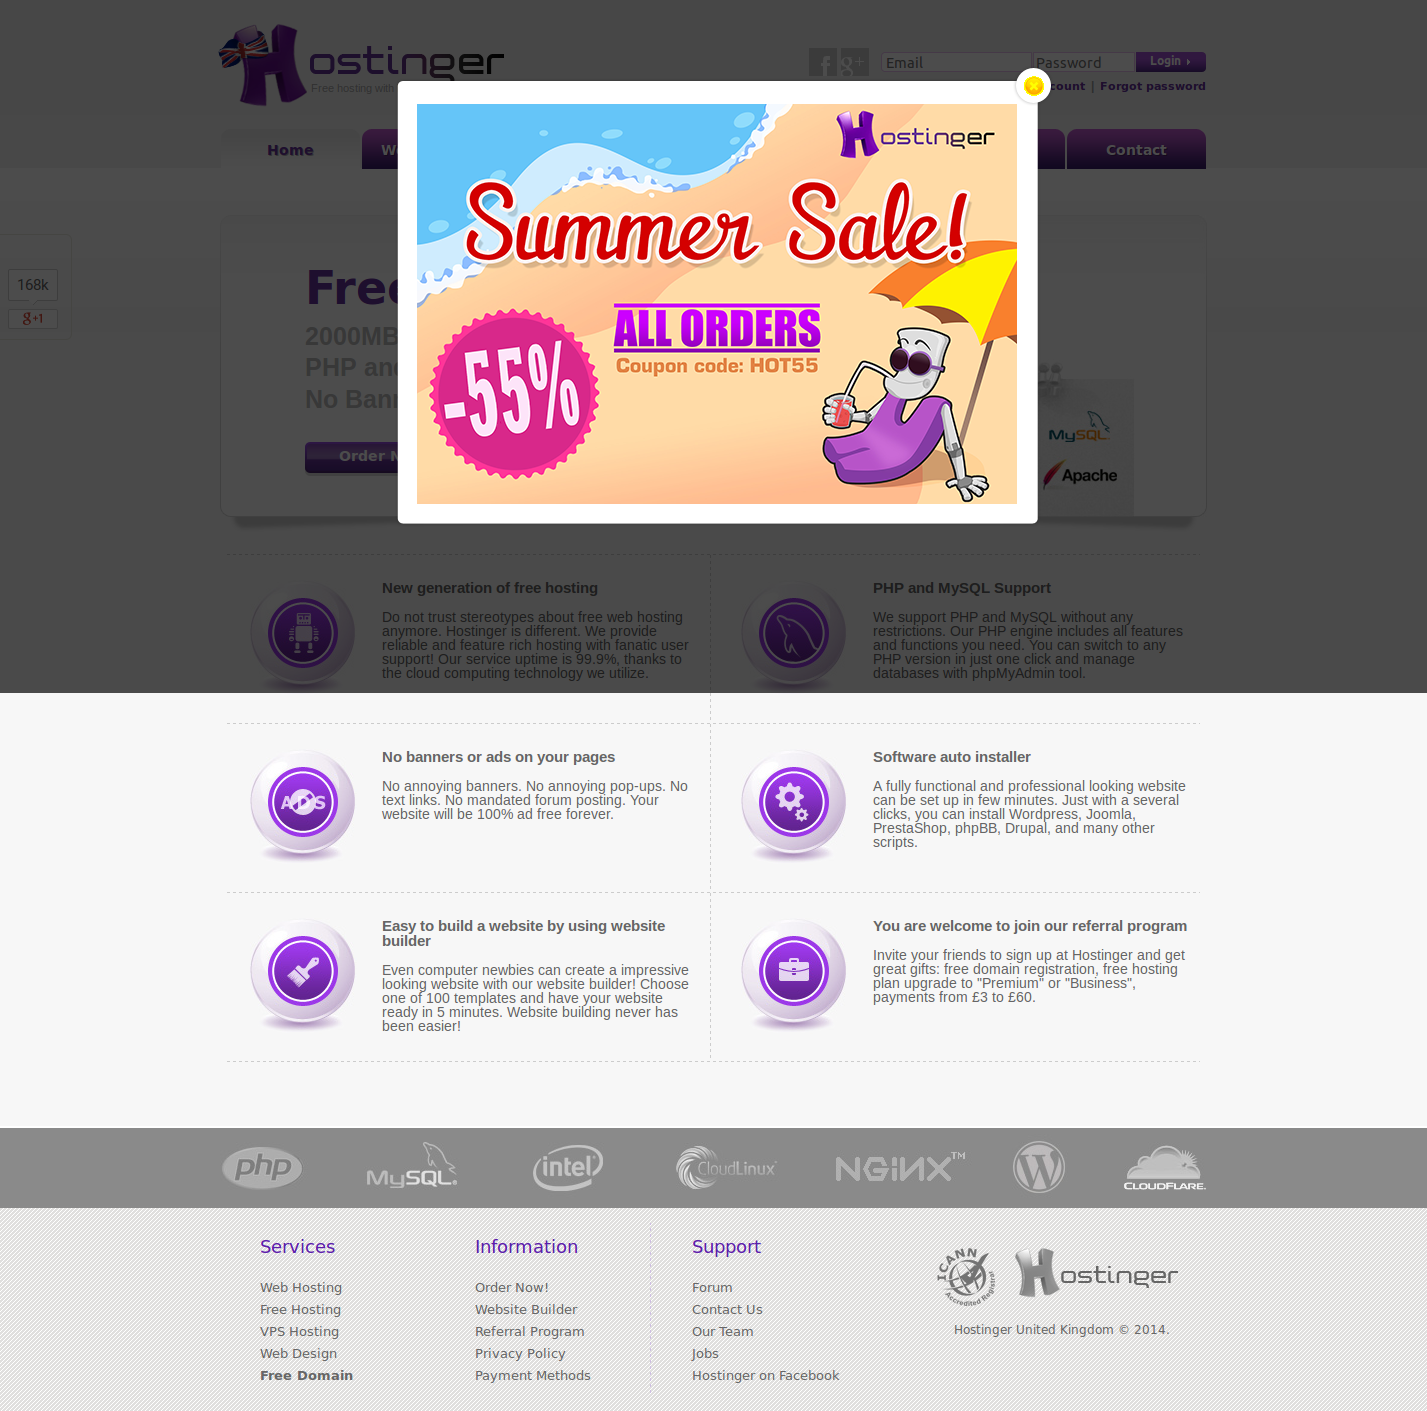 Hostinger
Free hosting with
Email
Password
Login
count | Forgot password
Home
Contact
Hostinger
Summer Sale!
ALL ORDERS
Coupon code: HOT55
-55%
168k
g+1
Free
2000MB
PHP and
No Bann
Order N
MySQL
Apache
New generation of free hosting
Do not trust stereotypes about free web hosting
anymore. Hostinger is different. We provide
reliable and feature rich hosting with fanatic user
support! Our service uptime is 99.9%, thanks to
the cloud computing technology we utilize.
PHP and MySQL Support
We support PHP and MySQL without any
restrictions. Our PHP engine includes all features
and functions you need. You can switch to any
PHP version in just one click and manage
databases with phpMyAdmin tool.
ADS
No banners or ads on your pages
No annoying banners. No annoying pop-ups. No
text links. No mandated forum posting. Your
website will be 100% ad free forever.
Software auto installer
A fully functional and professional looking website
can be set up in few minutes. Just with a several
clicks, you can install Wordpress, Joomla,
PrestaShop, phpBB, Drupal, and many other
scripts.
Easy to build a website by using website
builder
Even computer newbies can create a impressive
looking website with our website builder! Choose
one of 100 templates and have your website
ready in 5 minutes. Website building never has
been easier!
You are welcome to join our referral program
Invite your friends to sign up at Hostinger and get
great gifts: free domain registration, free hosting
plan upgrade to "Premium" or "Business",
payments from £3 to £60.
php
MySQL
intel
CloudLinux
NGiNX™
CLOUDFLARE
Services
Web Hosting
Free Hosting
VPS Hosting
Web Design
Free Domain
Information
Order Now!
Website Builder
Referral Program
Privacy Policy
Payment Methods
Support
Forum
Contact Us
Our Team
Jobs
Hostinger on Facebook
ICANN
Accredited Registrar
Hostinger
Hostinger United Kingdom © 2014.